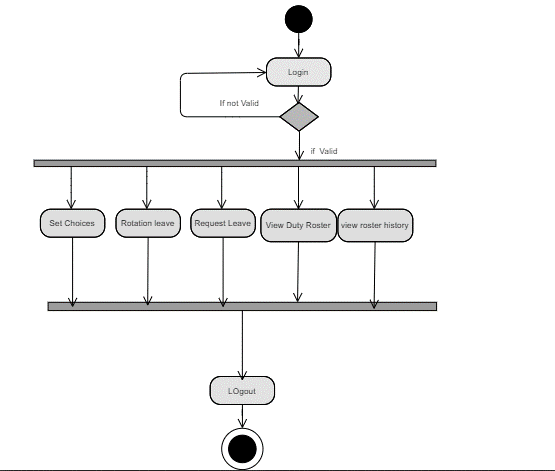 Login
If not Valid
if Valid
Set Choices
Rotation leave
Request Leave
View Duty Roster
view roster history
LOgout